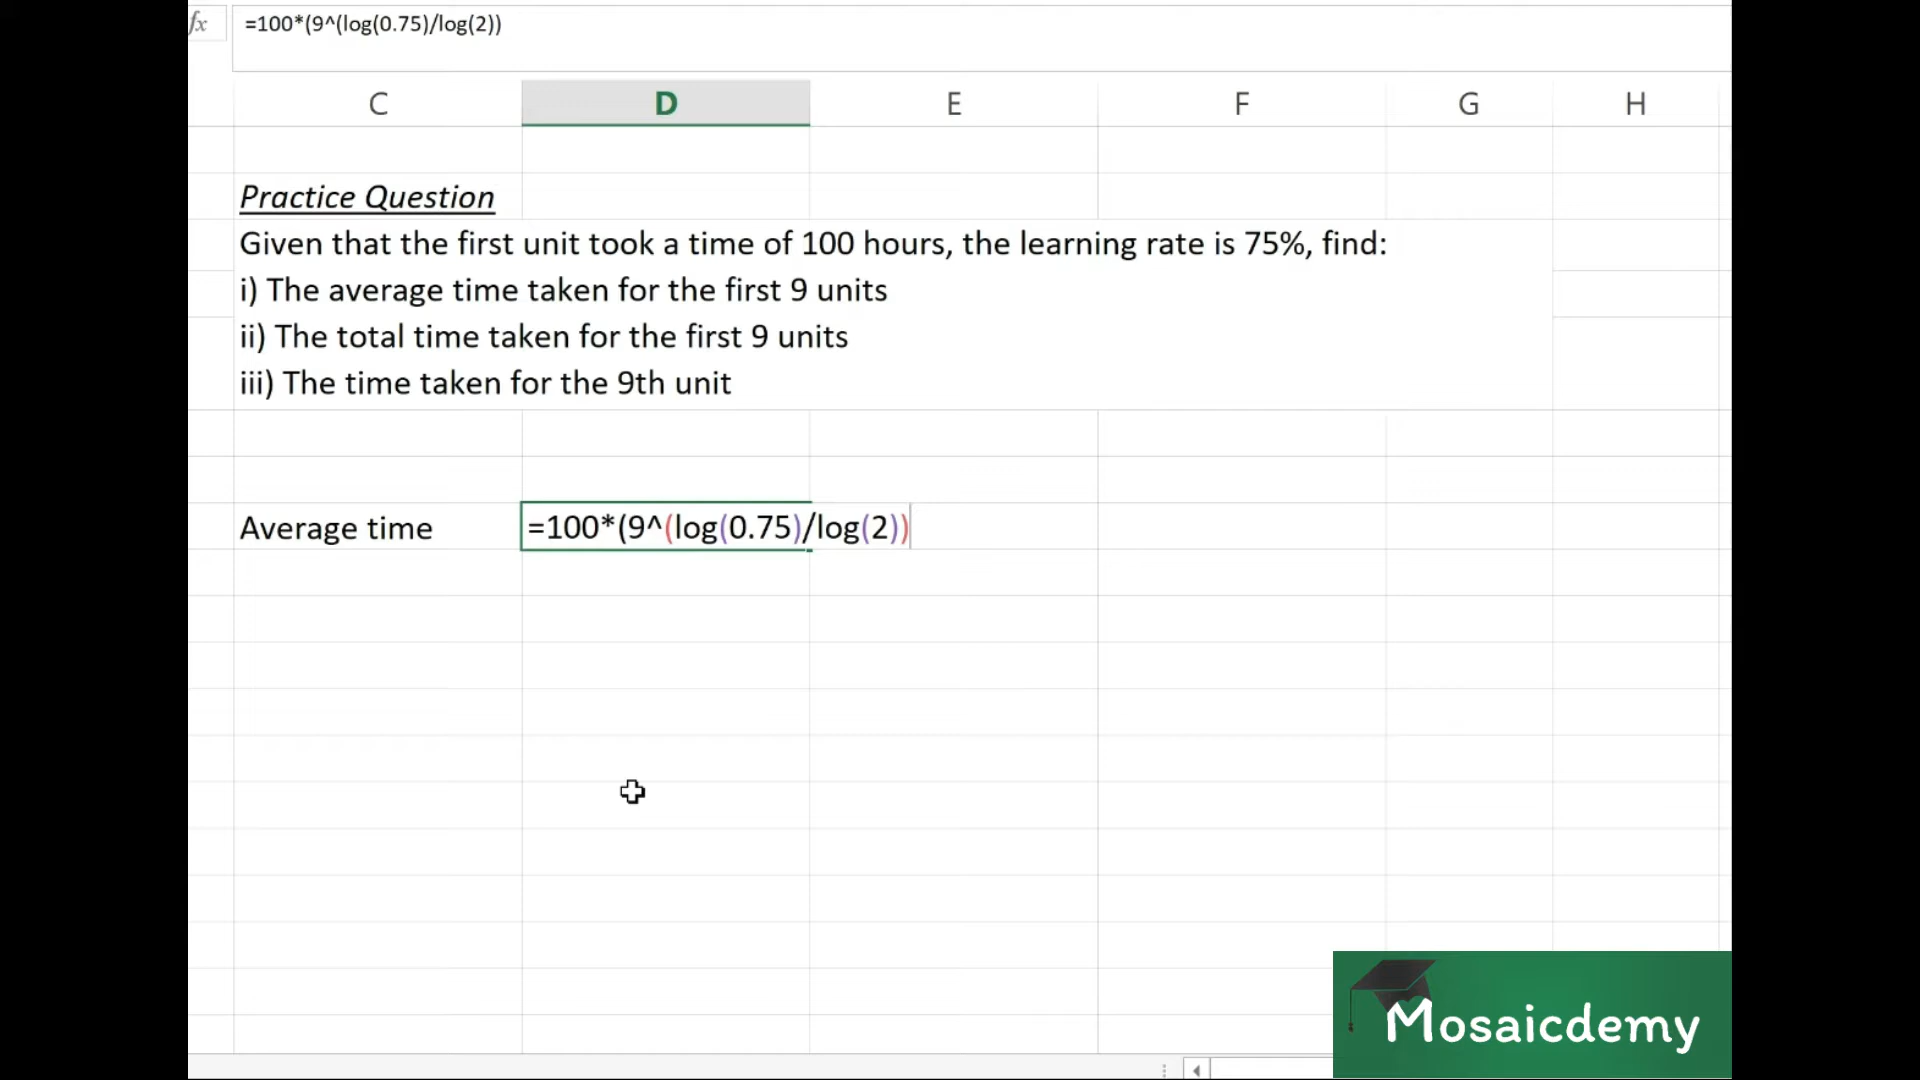 fx =100*(9^(log(0.75)/log(2))
C D E F G H
Practice Question
Given that the first unit took a time of 100 hours, the learning rate is 75%, find:
i) The average time taken for the first 9 units
ii) The total time taken for the first 9 units
iii) The time taken for the 9th unit
Average time =100*(9^(log(0.75)/log(2))
Mosaicdemy